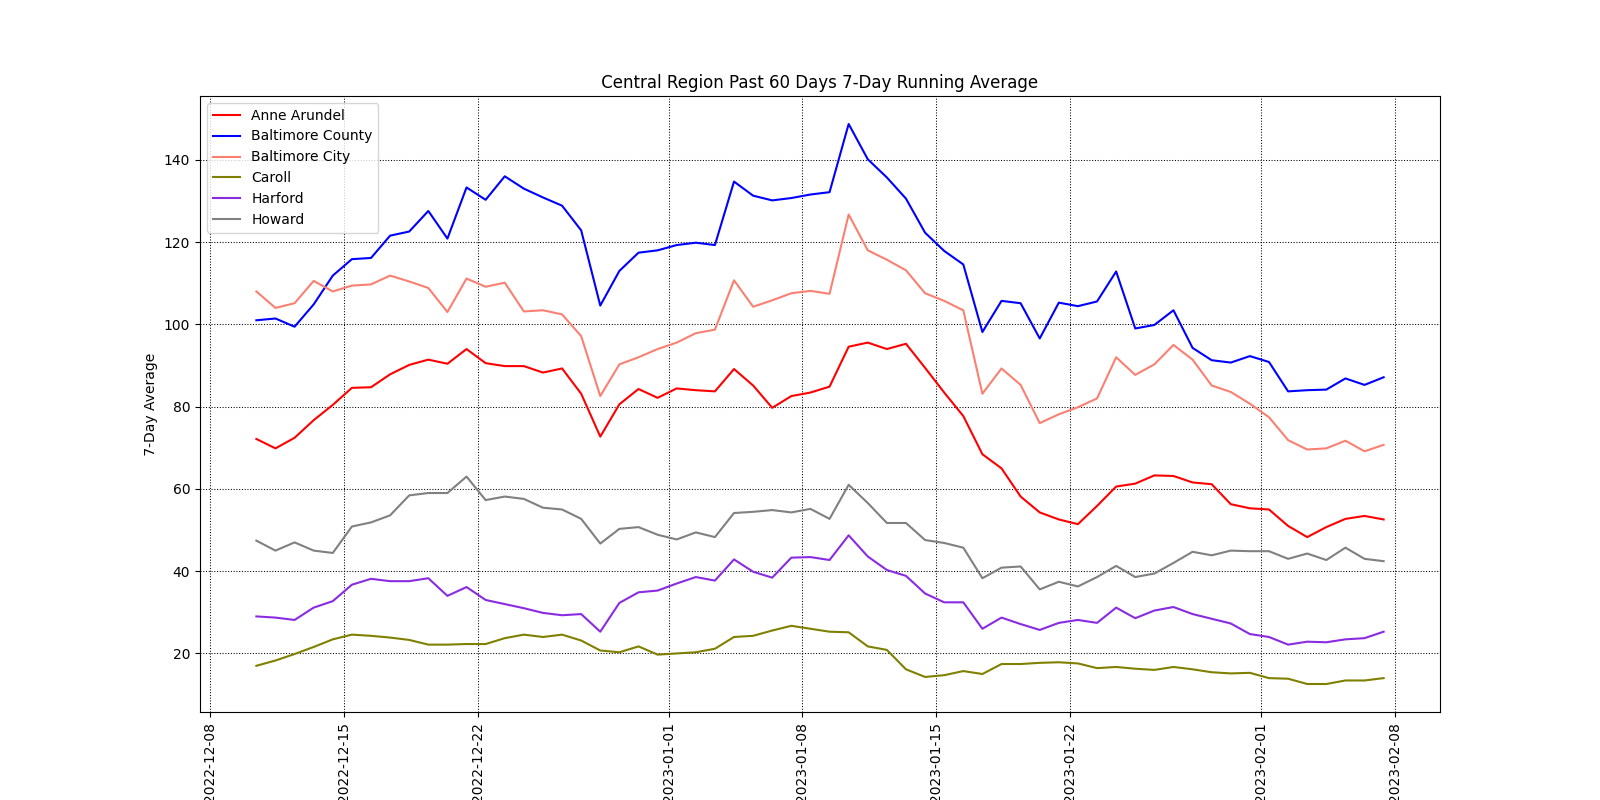 Central Region Past 60 Days 7-Day Running Average
Anne Arundel
Baltimore County
Baltimore City
Caroll
Harford
Howard
7-Day Average
140
120
100
80
60
40
20
2022-12-08
2022-12-15
2022-12-22
2023-01-01
2023-01-08
2023-01-15
2023-01-22
2023-02-01
2023-02-08